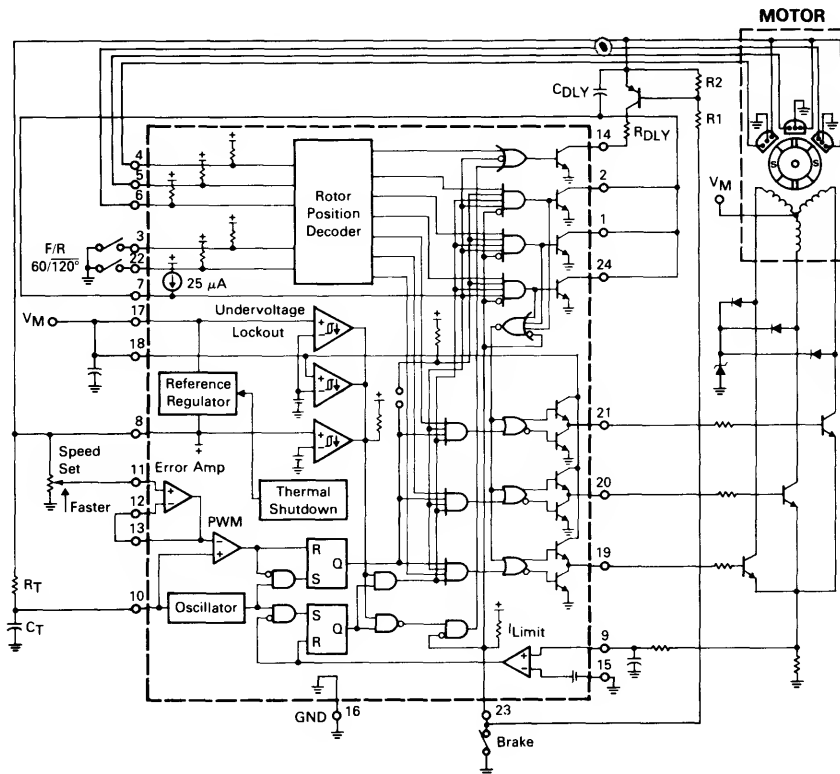 MOTOR
CDLY
R2
R1
RDLY
14
4
5
6
2
1
24
VM
Rotor
Position
Decoder
F/R
60/120°
3
22
7
25 μA
VM
17
18
Undervoltage
Lockout
Reference
Regulator
8
21
Speed
Set
Faster
11
12
13
Error Amp
Thermal
Shutdown
20
PWM
R
S
Q
19
RT
10
CT
Oscillator
S
R
Q
ILimit
9
15
GND
16
23
Brake
S
S